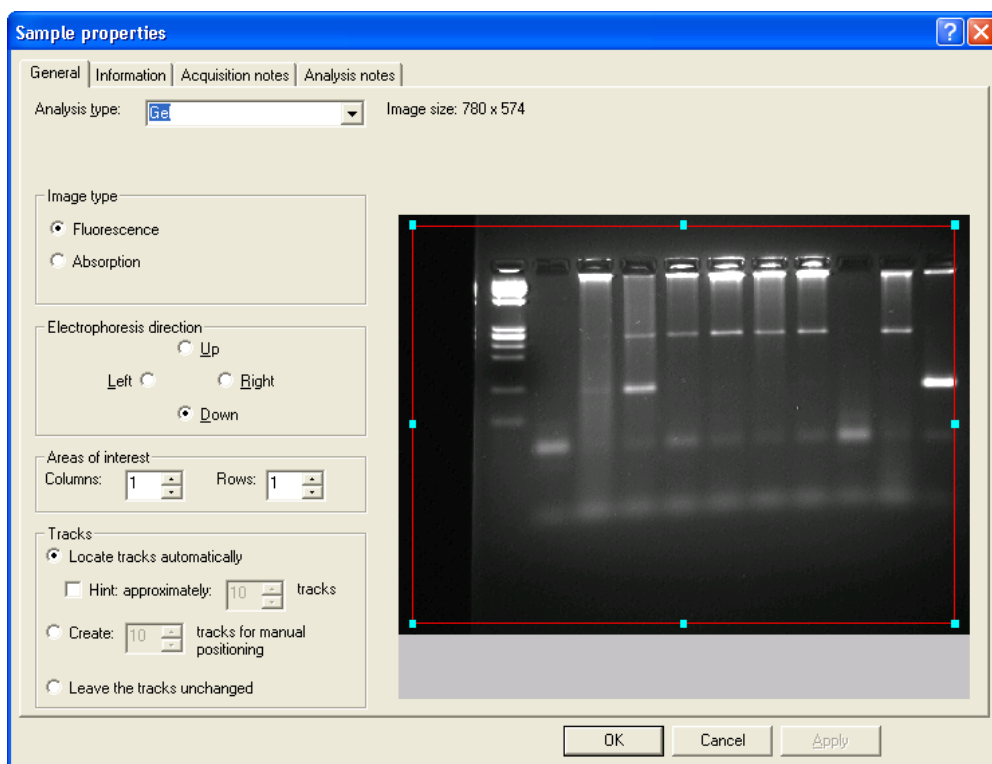 Sample properties
General Information Acquisition notes Analysis notes
Analysis type: Gel Image size: 780 x 574
Image type
Fluorescence
Absorption
Electrophoresis direction
Up
Left Right
Down
Areas of interest
Columns: 1 Rows: 1
Tracks
Locate tracks automatically
Hint: approximately: 10 tracks
Create: 10 tracks for manual
positioning
Leave the tracks unchanged
OK Cancel Apply